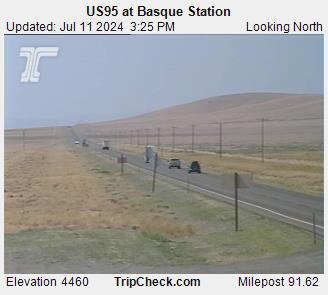 US95 at Basque Station
Updated: Jul 11 2024 3:25 PM Looking North
Elevation 4460 TripCheck.com Milepost 91.62